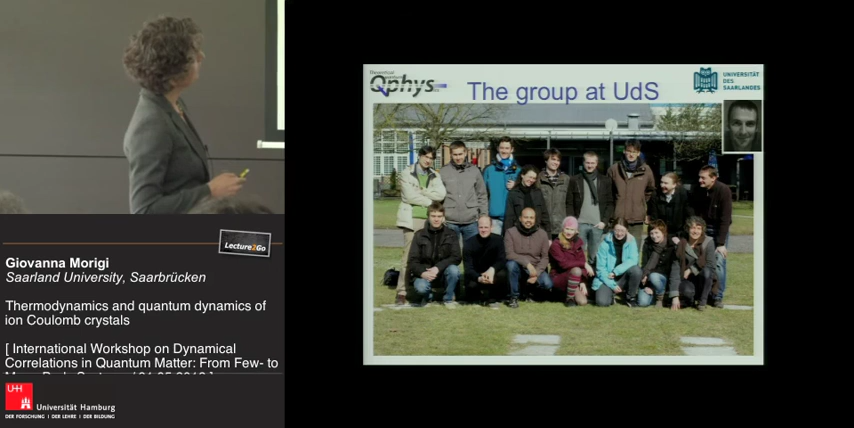 Theoretical
Qphys
The group at UdS
UNIVERSITÄT
DES
SAARLANDES
Lecture2Go
Giovanna Morigi
Saarland University, Saarbrücken
Thermodynamics and quantum dynamics of
ion Coulomb crystals
[ International Workshop on Dynamical
Correlations in Quantum Matter: From Few- to
UHH
Universität Hamburg
DER FORSCHUNG | DER LEHRE | DER BILDUNG